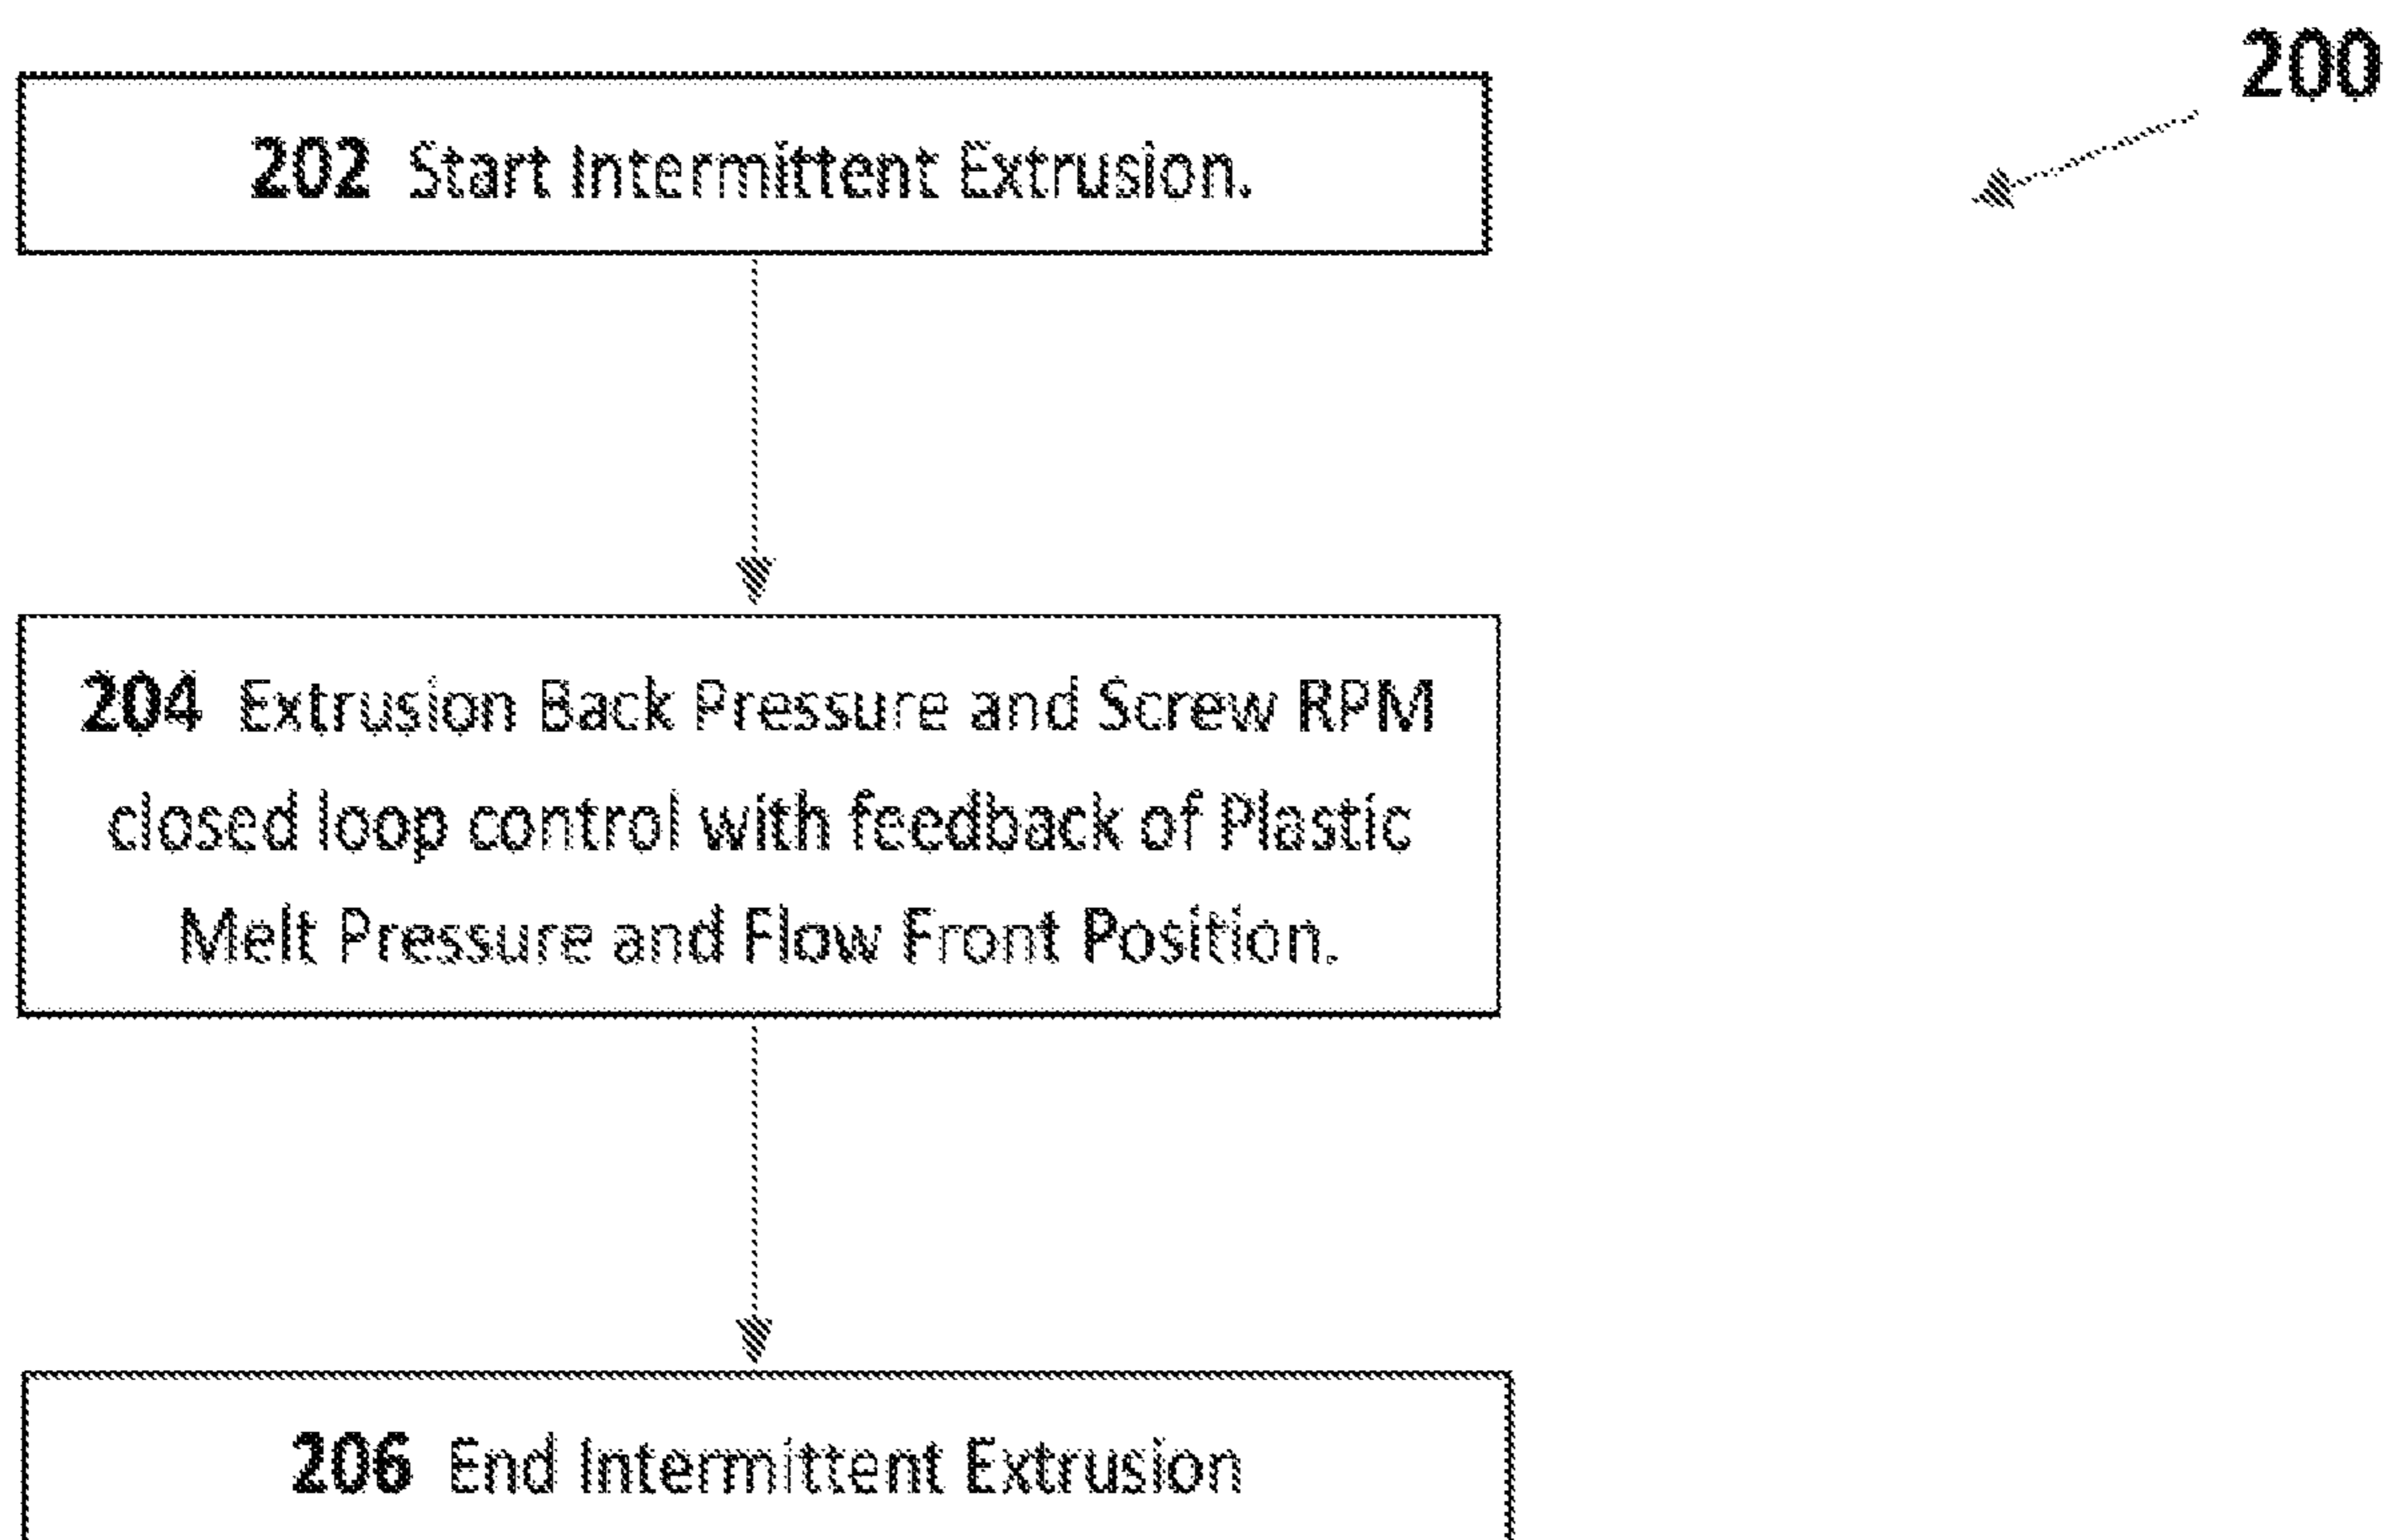 200
202 Start Intermittent Extrusion.
204 Extrusion Back Pressure and Screw RPM
closed loop control with feedback of Plastic
Melt Pressure and Flow Front Position.
206 End Intermittent Extrusion